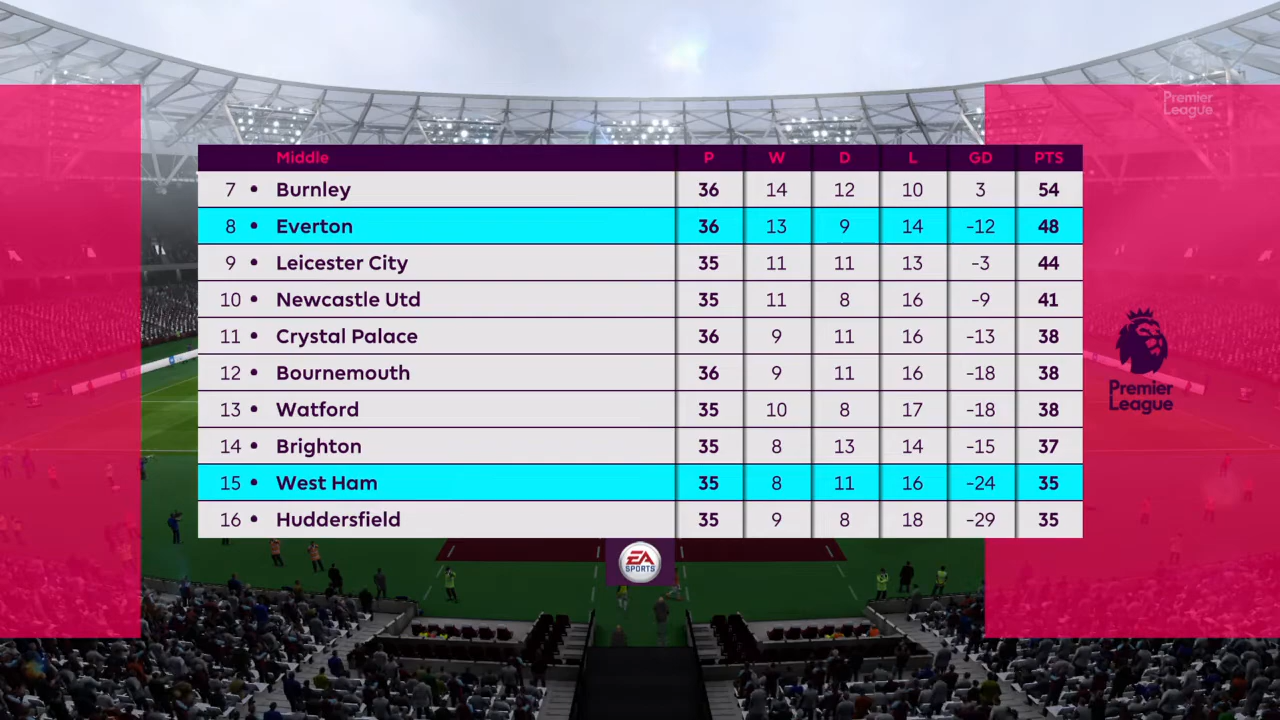 Premier
League
Middle P W D L GD PTS
7 • Burnley 36 14 12 10 3 54
8 • Everton 36 13 9 14 -12 48
9 • Leicester City 35 11 11 13 -3 44
10 • Newcastle Utd 35 11 8 16 -9 41
11 • Crystal Palace 36 9 11 16 -13 38
12 • Bournemouth 36 9 11 16 -18 38
13 • Watford 35 10 8 17 -18 38
14 • Brighton 35 8 13 14 -15 37
15 • West Ham 35 8 11 16 -24 35
16 • Huddersfield 35 9 8 18 -29 35
Premier
League
EA
SPORTS